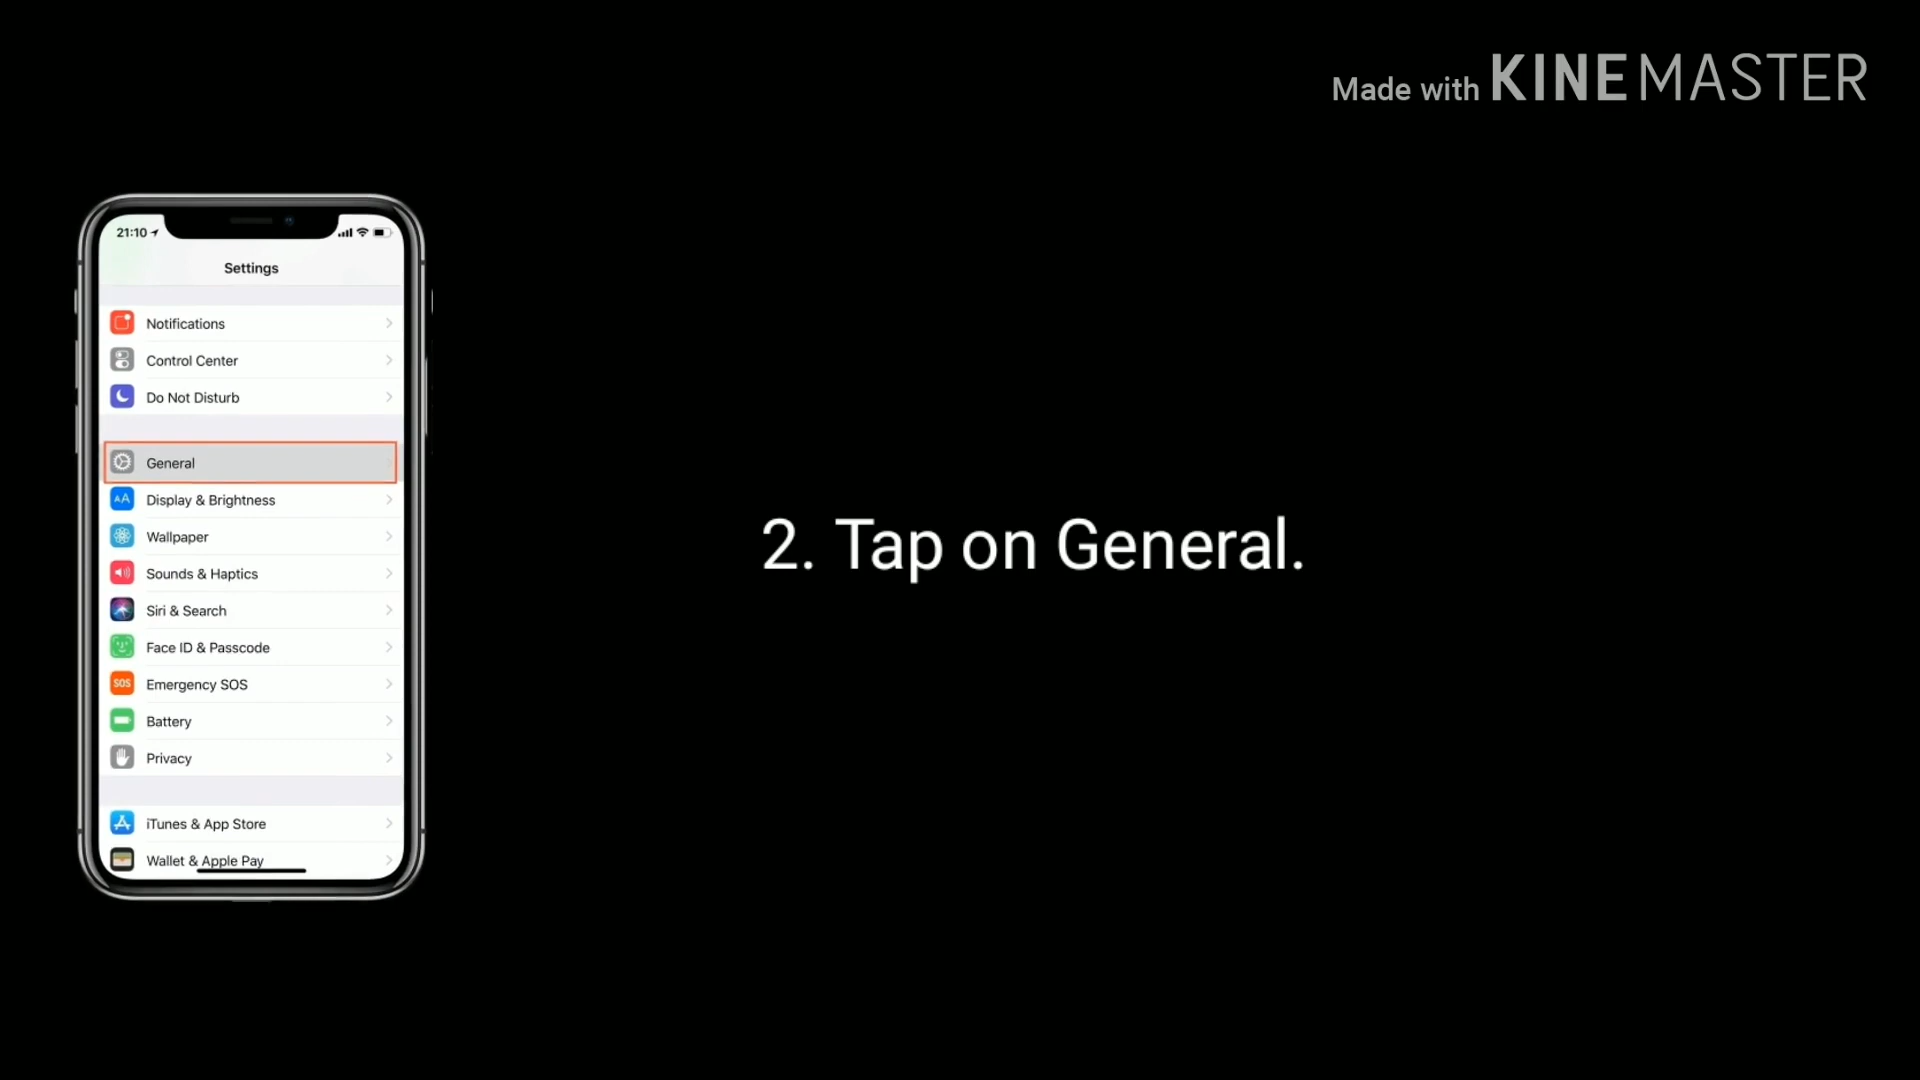 Made with KINEMASTER
21:10
Settings
Notifications
Control Center
Do Not Disturb
General
Display & Brightness
AA
Wallpaper
Sounds & Haptics
Siri & Search
Face ID & Passcode
SOS
Emergency SOS
Battery
Privacy
iTunes & App Store
Wallet & Apple Pay
2. Tap on General.